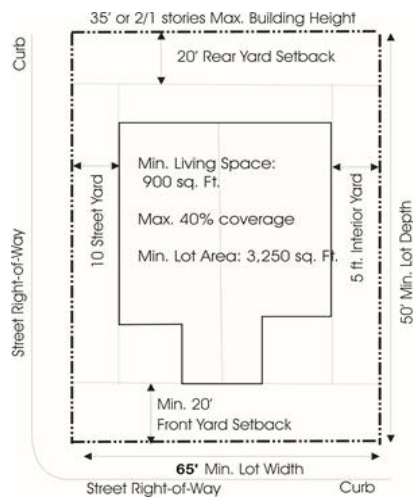 35' or 2/1 stories Max. Building Height
Curb
20' Rear Yard Setback
Min. Living Space:
900 sq. Ft.
Max. 40% coverage
Min. Lot Area: 3,250 sq. Ft.
10 Street Yard
5 ft. Interior Yard
50' Min. Lot Depth
Street Right-of-Way
Min. 20'
Front Yard Setback
65' Min. Lot Width
Street Right-of-Way
Curb